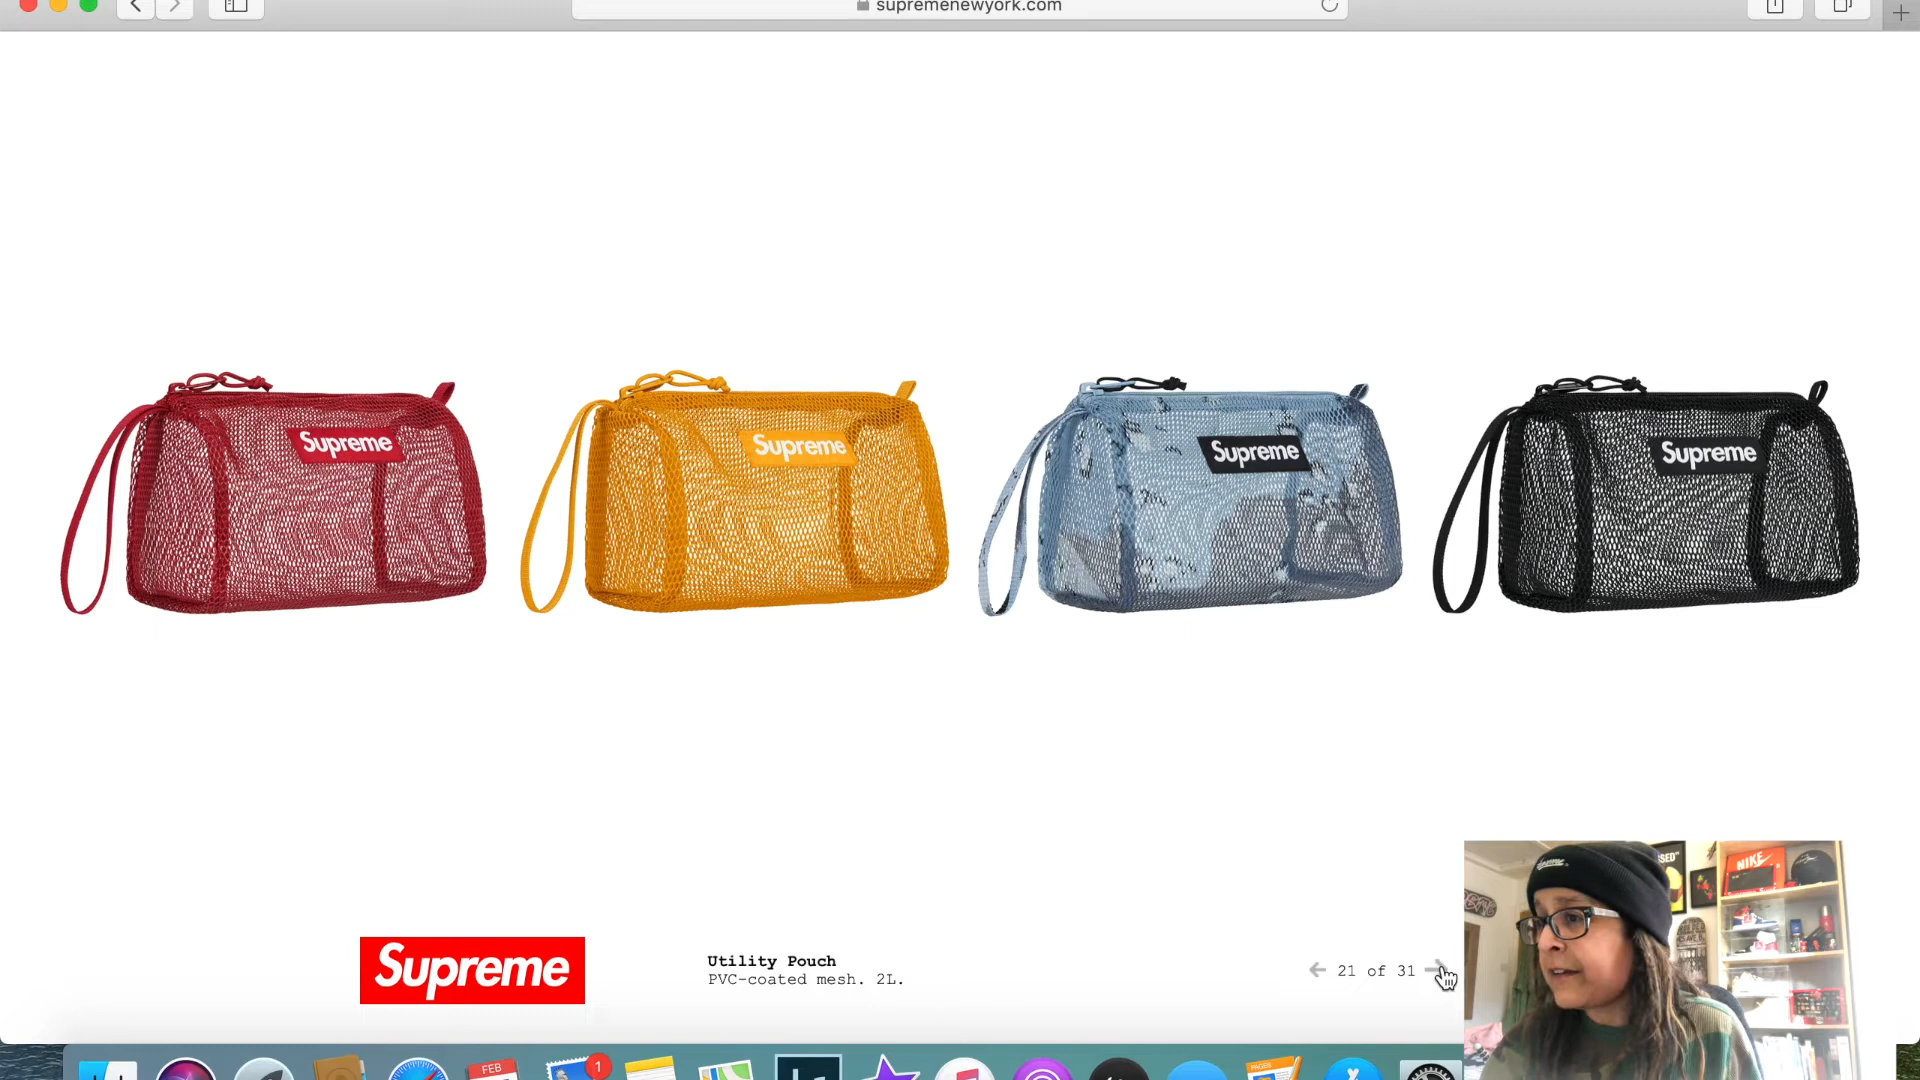 supremenewyork.com
Supreme
Supreme
Supreme
Supreme
Supreme
Utility Pouch
PVC-coated mesh. 2L.
21 of 31
NIKE
FEB
1
PAGES